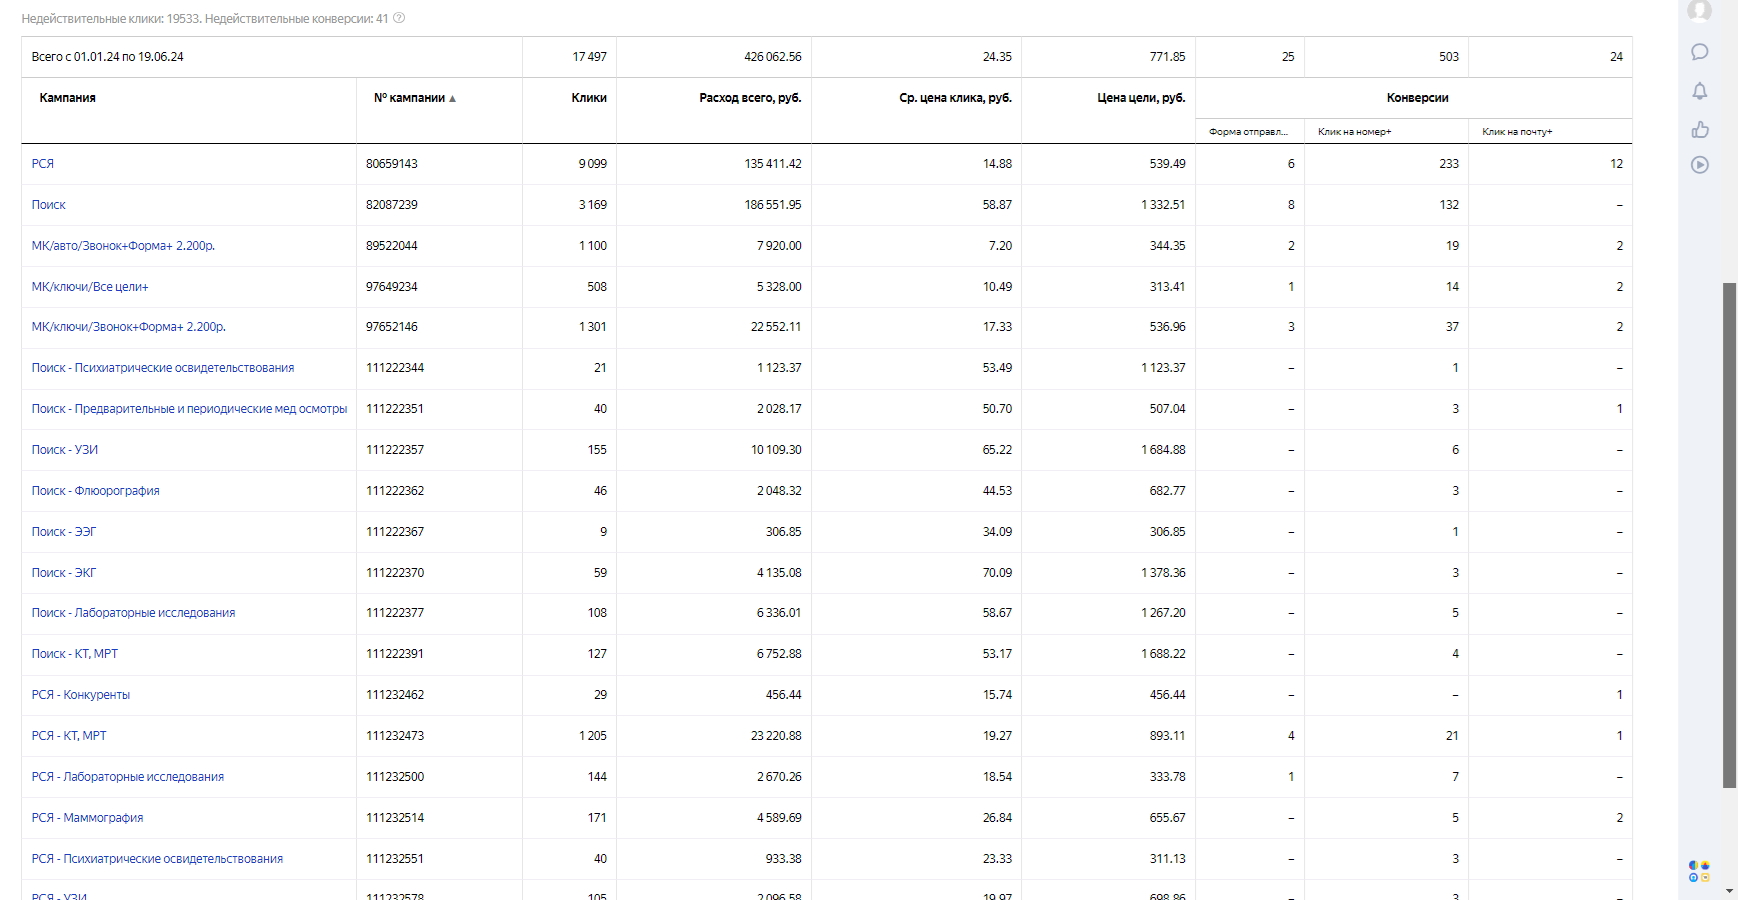 Недействительные клики: 19533. Недействительные конверсии: 41
Всего с 01.01.24 по 19.06.24 17 497 426 062.56 24.35 771.85 25 503 24
Кампания № кампании ▲ Клики Расход всего, руб. Ср. цена клика, руб. Цена цели, руб. Конверсии
Форма отправл... Клик на номер+ Клик на почту+
РСЯ 80659143 9 099 135 411.42 14.88 539.49 6 233 12
Поиск 82087239 3 169 186 551.95 58.87 1 332.51 8 132 –
МК/авто/Звонок+Форма+ 2.200р. 89522044 1 100 7 920.00 7.20 344.35 2 19 2
МК/ключи/Все цели+ 97649234 508 5 328.00 10.49 313.41 1 14 2
МК/ключи/Звонок+Форма+ 2.200р. 97652146 1 301 22 552.11 17.33 536.96 3 37 2
Поиск - Психиатрические освидетельствования 111222344 21 1 123.37 53.49 1 123.37 – 1 –
Поиск - Предварительные и периодические мед осмотры 111222351 40 2 028.17 50.70 507.04 – 3 1
Поиск - УЗИ 111222357 155 10 109.30 65.22 1 684.88 – 6 –
Поиск - Флюорография 111222362 46 2 048.32 44.53 682.77 – 3 –
Поиск - ЭЭГ 111222367 9 306.85 34.09 306.85 – 1 –
Поиск - ЭКГ 111222370 59 4 135.08 70.09 1 378.36 – 3 –
Поиск - Лабораторные исследования 111222377 108 6 336.01 58.67 1 267.20 – 5 –
Поиск - КТ, МРТ 111222391 127 6 752.88 53.17 1 688.22 – 4 –
РСЯ - Конкуренты 111232462 29 456.44 15.74 456.44 – – 1
РСЯ - КТ, МРТ 111232473 1 205 23 220.88 19.27 893.11 4 21 1
РСЯ - Лабораторные исследования 111232500 144 2 670.26 18.54 333.78 1 7 –
РСЯ - Маммография 111232514 171 4 589.69 26.84 655.67 – 5 2
РСЯ - Психиатрические освидетельствования 111232551 40 933.38 23.33 311.13 – 3 –
РСЯ - УЗИ 111232578 105 2 096.58 19.97 698.86 – 3 –